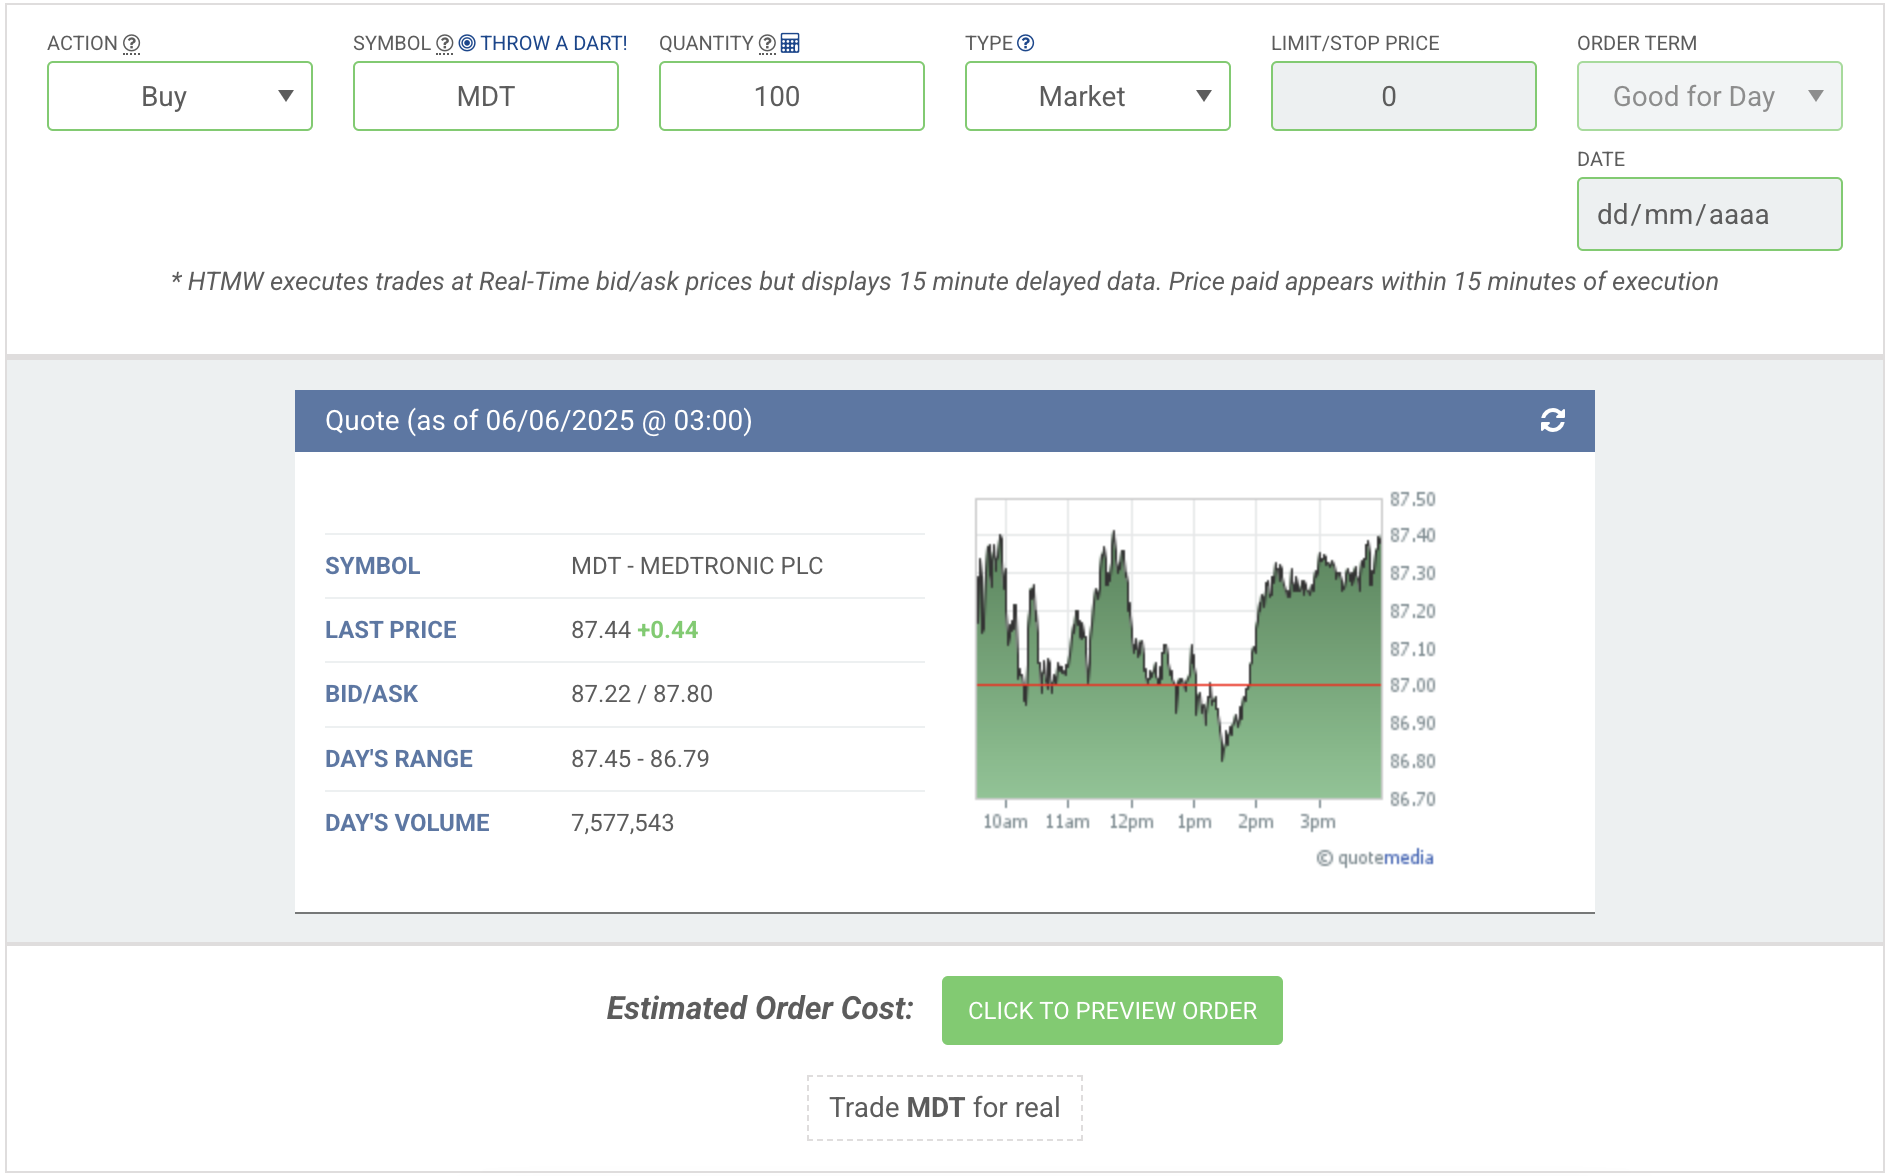 ACTION
SYMBOL THROW A DART!
QUANTITY
TYPE
LIMIT/STOP PRICE
ORDER TERM
Buy
MDT
100
Market
0
Good for Day
DATE
dd/mm/aaaa
* HTMW executes trades at Real-Time bid/ask prices but displays 15 minute delayed data. Price paid appears within 15 minutes of execution
Quote (as of 06/06/2025 @ 03:00)
SYMBOL MDT - MEDTRONIC PLC
LAST PRICE 87.44 +0.44
BID/ASK 87.22 / 87.80
DAY'S RANGE 87.45 - 86.79
DAY'S VOLUME 7,577,543
87.50
87.40
87.30
87.20
87.10
87.00
86.90
86.80
86.70
10am 11am 12pm 1pm 2pm 3pm
© quotemedia
Estimated Order Cost: CLICK TO PREVIEW ORDER
Trade MDT for real